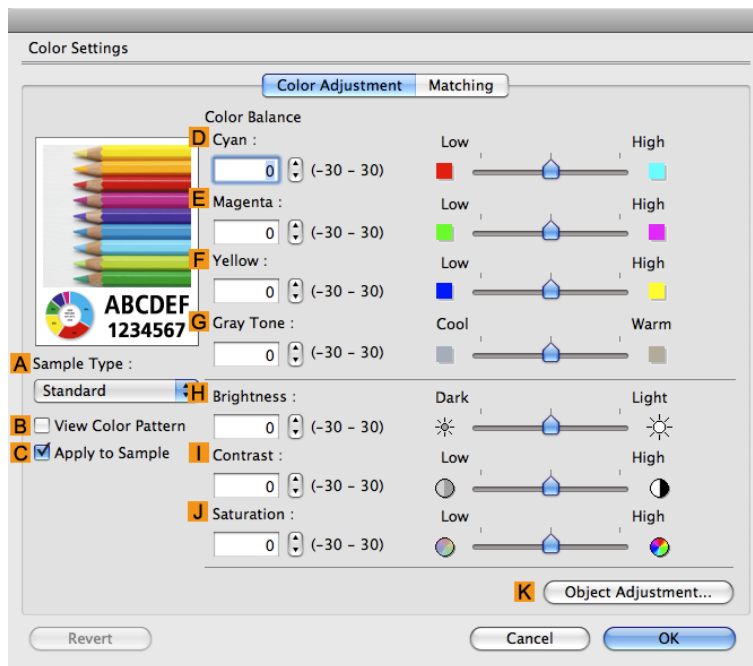 Color Settings
Color Adjustment Matching
Color Balance
D Cyan : Low High
0 (-30 – 30)
E Magenta : Low High
0 (-30 – 30)
F Yellow : Low High
0 (-30 – 30)
ABCDEF
1234567
G Gray Tone : Cool Warm
0 (-30 – 30)
A Sample Type :
Standard
H Brightness : Dark Light
B View Color Pattern
0 (-30 – 30)
C Apply to Sample
I Contrast : Low High
0 (-30 – 30)
J Saturation : Low High
0 (-30 – 30)
K Object Adjustment...
Revert Cancel OK